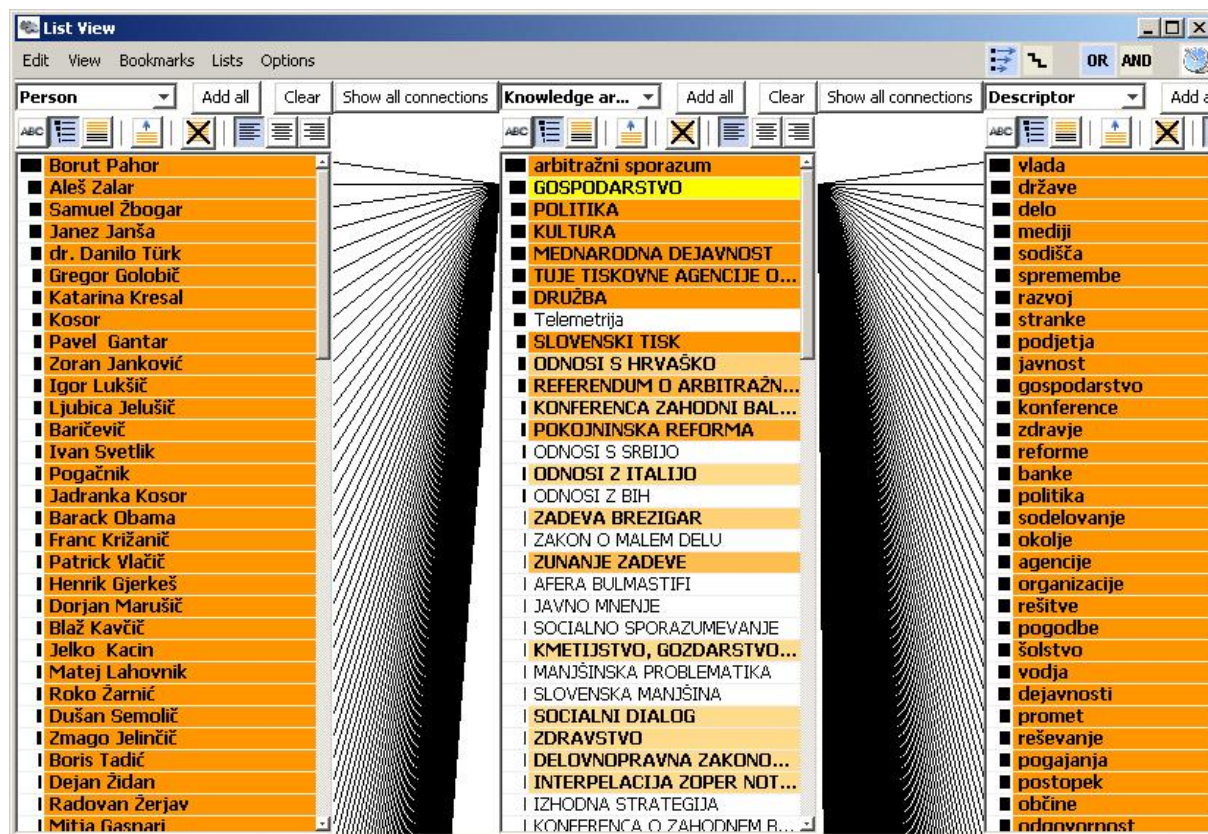 List View
Edit View Bookmarks Lists Options OR AND
Person Add all Clear Show all connections Knowledge ar... Add all Clear Show all connections Descriptor Add a
ABC ABC ABC
Borut Pahor arbitražni sporazum vlada
Aleš Zalar GOSPODARSTVO države
Samuel Žbogar POLITIKA delo
Janez Janša KULTURA mediji
dr. Danilo Türk MEDNARODNA DEJAVNOST sodišča
Gregor Golobič TUJE TISKOVNE AGENCIJE O... spremembe
Katarina Kresal DRUŽBA razvoj
Kosor Telemetrija stranke
Pavel Gantar SLOVENSKI TISK podjetja
Zoran Janković ODNOSI S HRVAŠKO javnost
Igor Lukšič REFERENDUM O ARBITRAŽN... gospodarstvo
Ljubica Jelušič KONFERENCA ZAHODNI BAL... konference
Baričevič POKOJNINSKA REFORMA zdravje
Ivan Svetlik ODNOSI S SRBIJO reforme
Pogačnik ODNOSI Z ITALIJO banke
Jadranka Kosor ODNOSI Z BIH politika
Barack Obama ZADEVA BREZIGAR sodelovanje
Franc Križanič ZAKON O MALEM DELU okolje
Patrick Vlačič ZUNANJE ZADEVE agencije
Henrik Gjerkeš AFERA BULMASTIFI organizacije
Dorjan Marušič JAVNO MNENJE rešitve
Blaž Kavčič SOCIALNO SPORAZUMEVANJE pogodbe
Jelko Kacin KMETIJSTVO, GOZDARSTVO... šolstvo
Matej Lahovnik MANJŠINSKA PROBLEMATIKA vodja
Roko Žarnić SLOVENSKA MANJŠINA dejavnosti
Dušan Semolič SOCIALNI DIALOG promet
Zmago Jelinčič ZDRAVSTVO reševanje
Boris Tadić DELOVNOPRAVNA ZAKONO... pogajanja
Dejan Židan INTERPELACIJA ZOPER NOT... postopek
Radovan Žerjav IZHODNA STRATEGIJA občine
Mitja Gaspari KONFERENCA O ZAHODNEM B... odgovornost